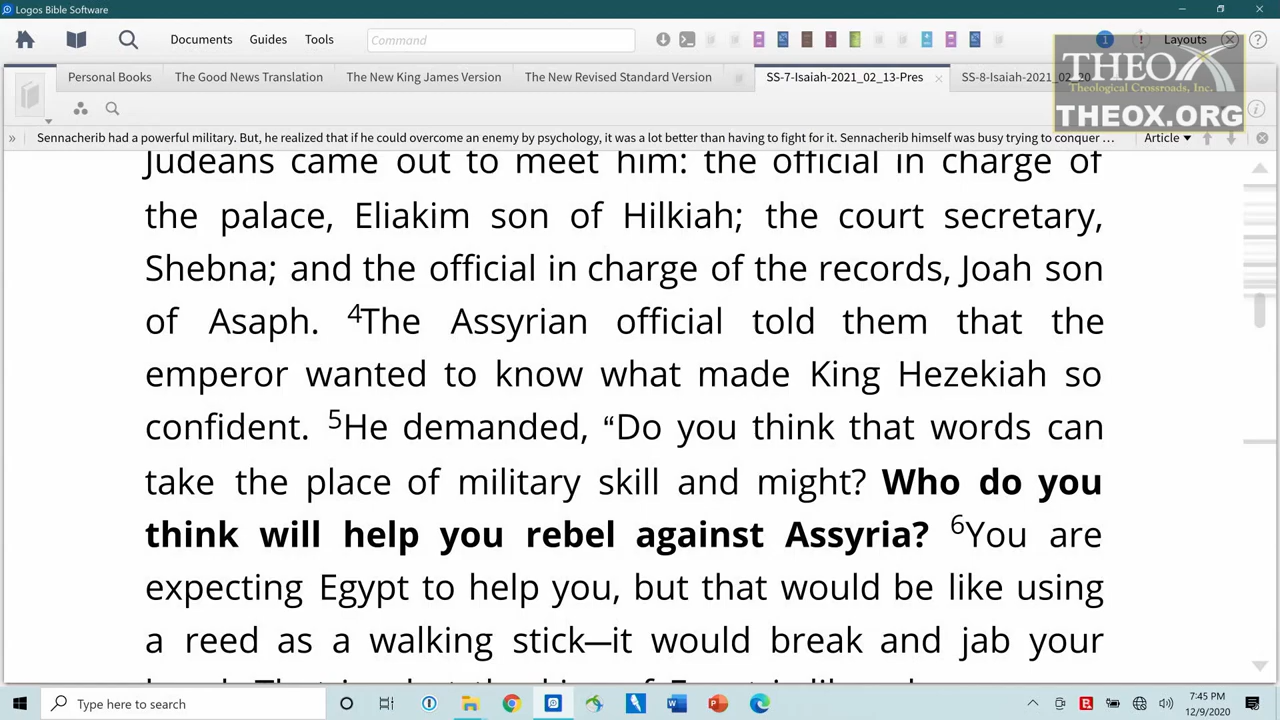 Logos Bible Software
Documents Guides Tools Command 1 ! Layouts
Personal Books The Good News Translation The New King James Version The New Revised Standard Version SS-7-Isaiah-2021_02_13-Pres SS-8-Isaiah-2021_02_20
THEOX
Theological Crossroads, Inc.
THEOX.ORG
» Sennacherib had a powerful military. But, he realized that if he could overcome an enemy by psychology, it was a lot better than having to fight for it. Sennacherib himself was busy trying to conquer … Article
Judeans came out to meet him: the official in charge of
the palace, Eliakim son of Hilkiah; the court secretary,
Shebna; and the official in charge of the records, Joah son
of Asaph. 4The Assyrian official told them that the
emperor wanted to know what made King Hezekiah so
confident. 5He demanded, “Do you think that words can
take the place of military skill and might? Who do you
think will help you rebel against Assyria? 6You are
expecting Egypt to help you, but that would be like using
a reed as a walking stick—it would break and jab your
Type here to search
7:45 PM
12/9/2020